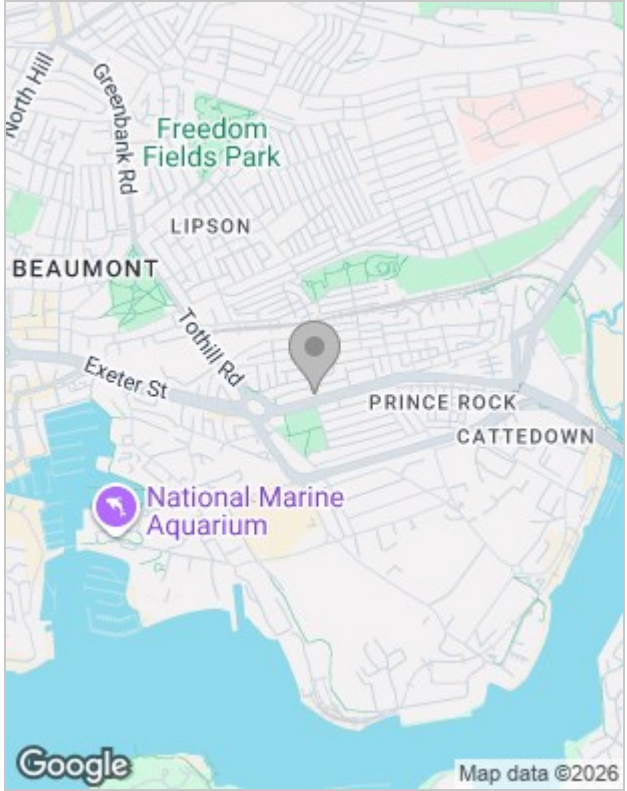 North Hill
Greenbank Rd
Freedom
Fields Park
LIPSON
BEAUMONT
Tothill Rd
Exeter St
PRINCE ROCK
CATTEDOWN
National Marine
Aquarium
Google
Map data ©2026